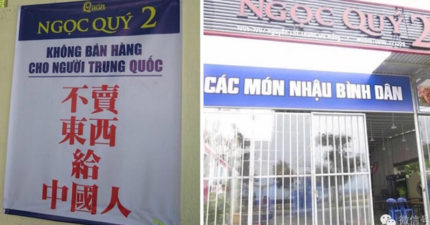 Quán
NGỌC QUÝ 2
KHÔNG BÁN HÀNG
CHO NGƯỜI TRUNG QUỐC
不賣
東西
給
中國人
NGỌC QUÝ 2
CÁC MÓN NHẬU BÌNH DÂN